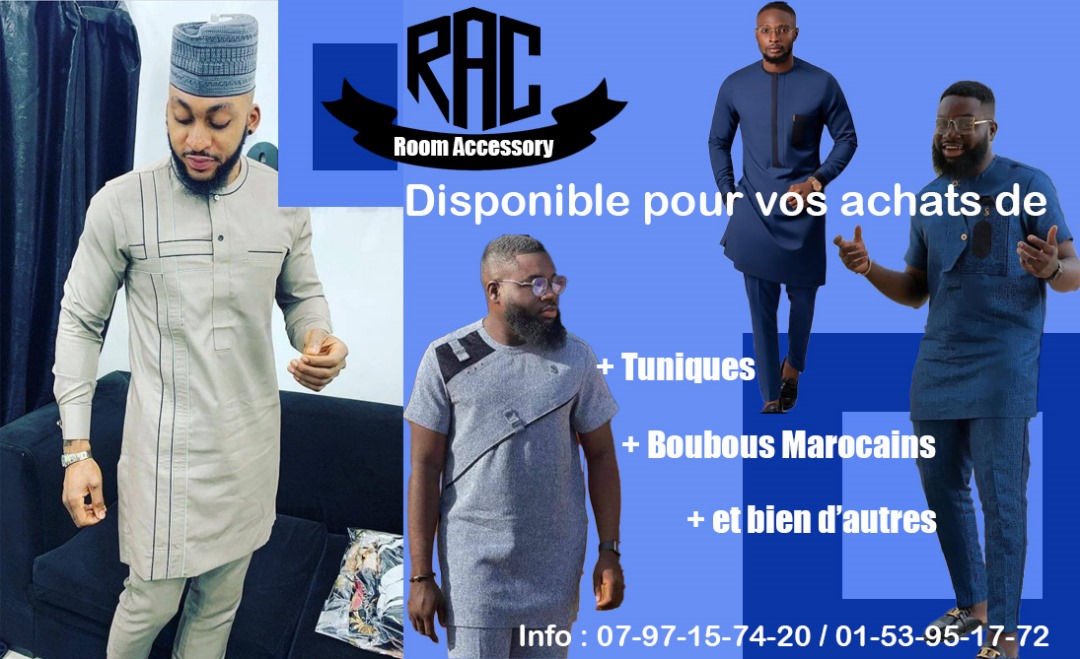 RAC
Room Accessory
Disponible pour vos achats de
+ Tuniques
+ Boubous Marocains
+ et bien d’autres
Info : 07-97-15-74-20 / 01-53-95-17-72